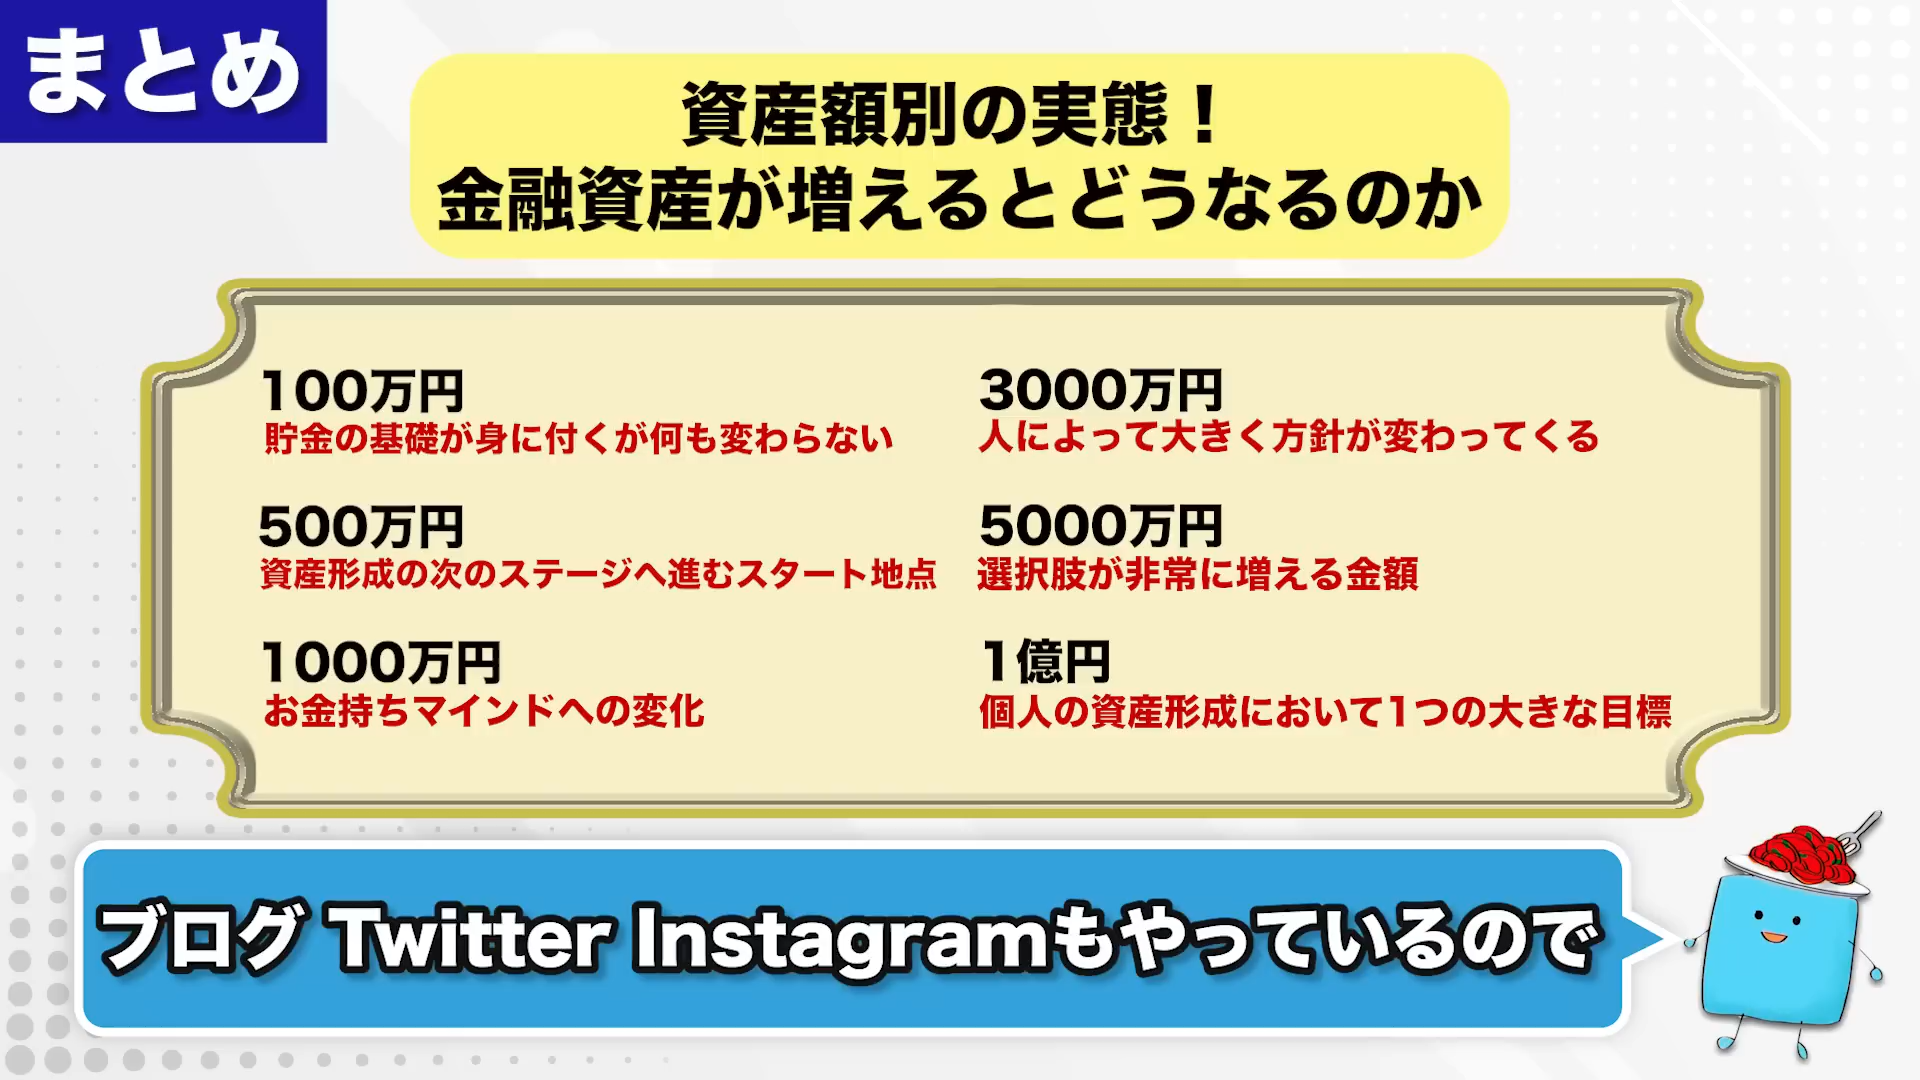 まとめ
資産額別の実態！
金融資産が増えるとどうなるのか
100万円
貯金の基礎が身に付くが何も変わらない
500万円
資産形成の次のステージへ進むスタート地点
1000万円
お金持ちマインドへの変化
3000万円
人によって大きく方針が変わってくる
5000万円
選択肢が非常に増える金額
1億円
個人の資産形成において1つの大きな目標
ブログ Twitter Instagramもやっているので